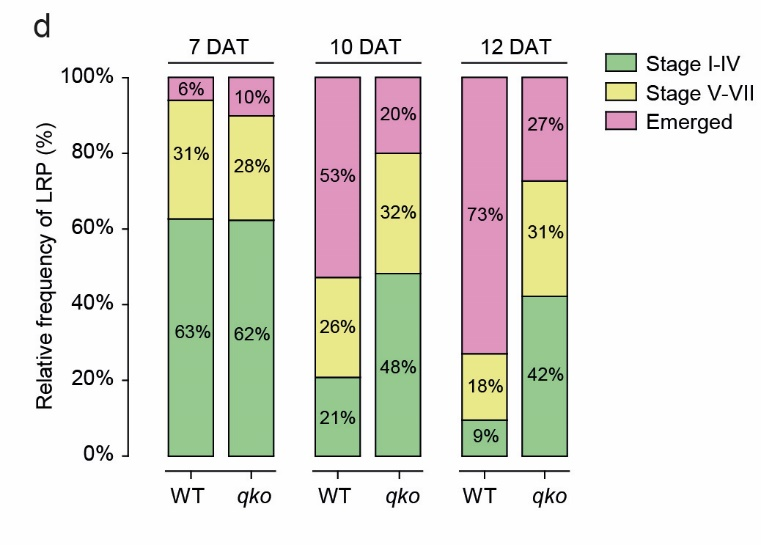 d
7 DAT
10 DAT
12 DAT
Stage I-IV
Stage V-VII
Emerged
Relative frequency of LRP (%)
100%
80%
60%
40%
20%
0%
6%
31%
63%
10%
28%
62%
53%
26%
21%
20%
32%
48%
73%
18%
9%
27%
31%
42%
WT
qko
WT
qko
WT
qko